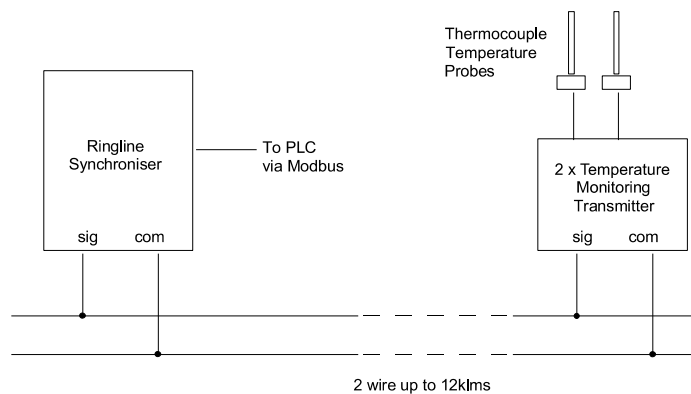 Thermocouple
Temperature
Probes
Ringline
Synchroniser
To PLC
via Modbus
2 x Temperature
Monitoring
Transmitter
sig com
sig com
2 wire up to 12klms